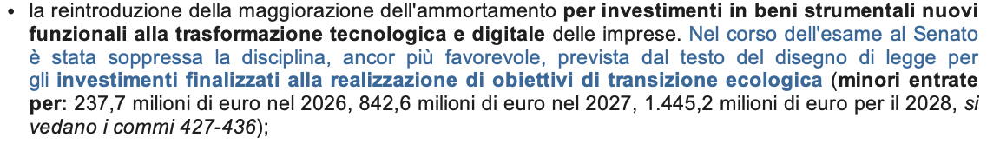 • la reintroduzione della maggiorazione dell'ammortamento per investimenti in beni strumentali nuovi
funzionali alla trasformazione tecnologica e digitale delle imprese. Nel corso dell'esame al Senato
è stata soppressa la disciplina, ancor più favorevole, prevista dal testo del disegno di legge per
gli investimenti finalizzati alla realizzazione di obiettivi di transizione ecologica (minori entrate
per: 237,7 milioni di euro nel 2026, 842,6 milioni di euro nel 2027, 1.445,2 milioni di euro per il 2028, si
vedano i commi 427-436);